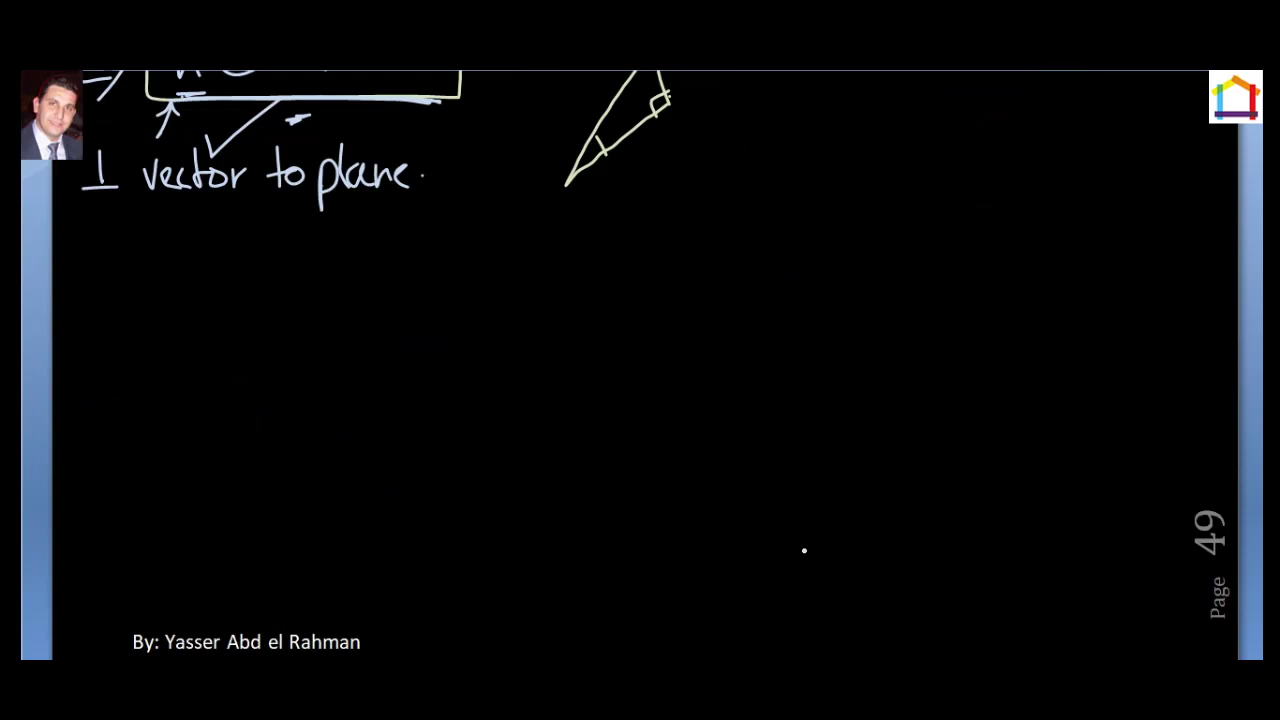 ⊥ vector to plane.
Page 49
By: Yasser Abd el Rahman